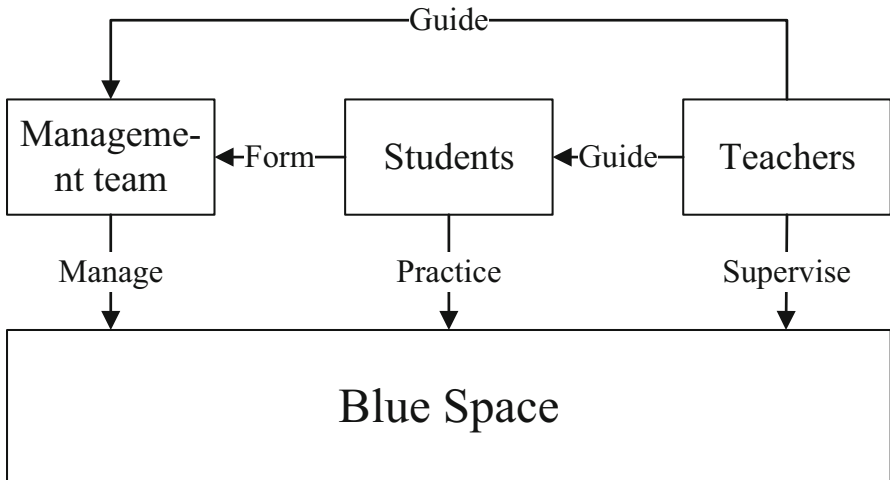 Guide
Manageme-
nt team
Form
Students
Guide
Teachers
Manage
Practice
Supervise
Blue Space